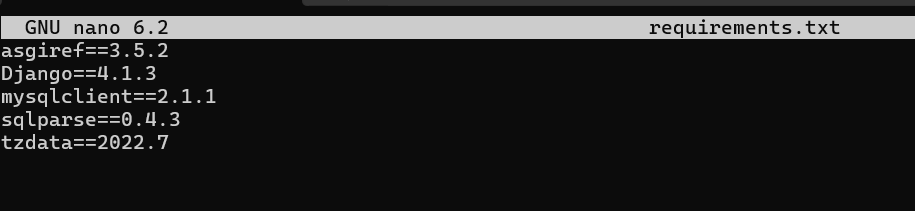 GNU nano 6.2 requirements.txt
asgiref==3.5.2
Django==4.1.3
mysqlclient==2.1.1
sqlparse==0.4.3
tzdata==2022.7